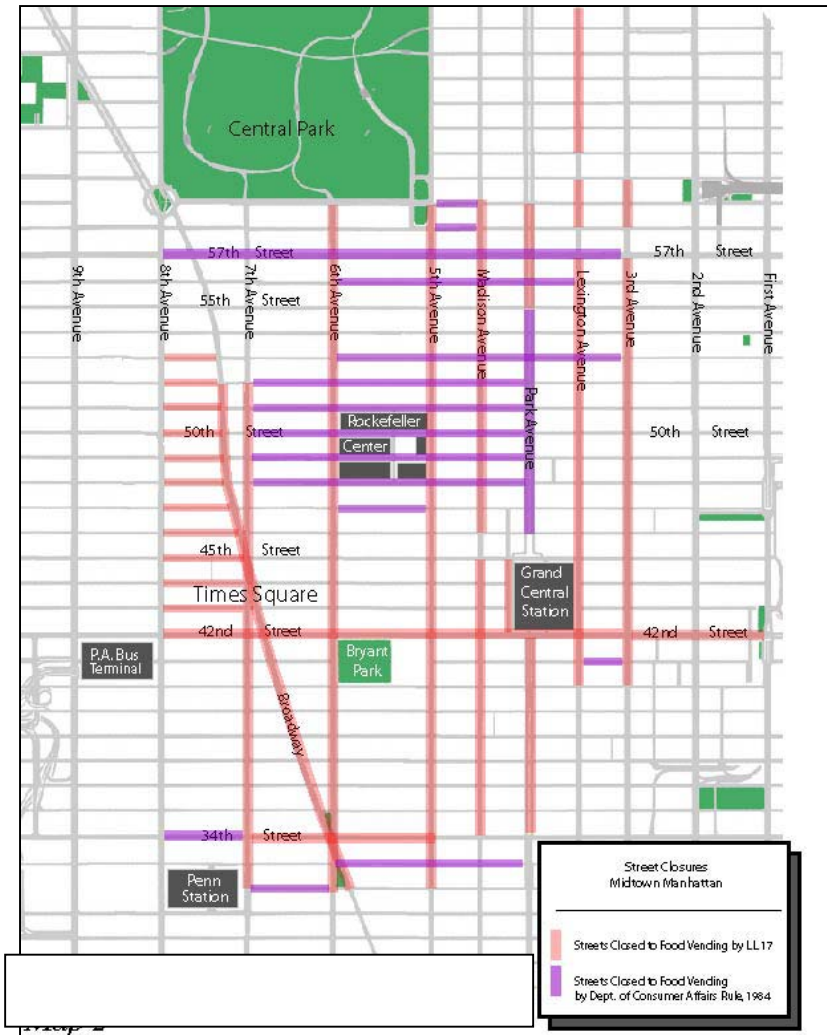 Central Park
57th Street
57th Street
9th Avenue
8th Avenue
7th Avenue
6th Avenue
5th Avenue
Madison Avenue
Park Avenue
Lexington Avenue
3rd Avenue
2nd Avenue
First Avenue
55th Street
Rockefeller
Center
50th Street
50th Street
45th Street
Times Square
Grand
Central
Station
42nd Street
42nd Street
P.A. Bus
Terminal
Bryant
Park
Broadway
34th Street
Penn
Station
Street Closures
Midtown Manhattan
Streets Closed to Food Vending by LL17
Streets Closed to Food Vending
by Dept. of Consumer Affairs Rule, 1984